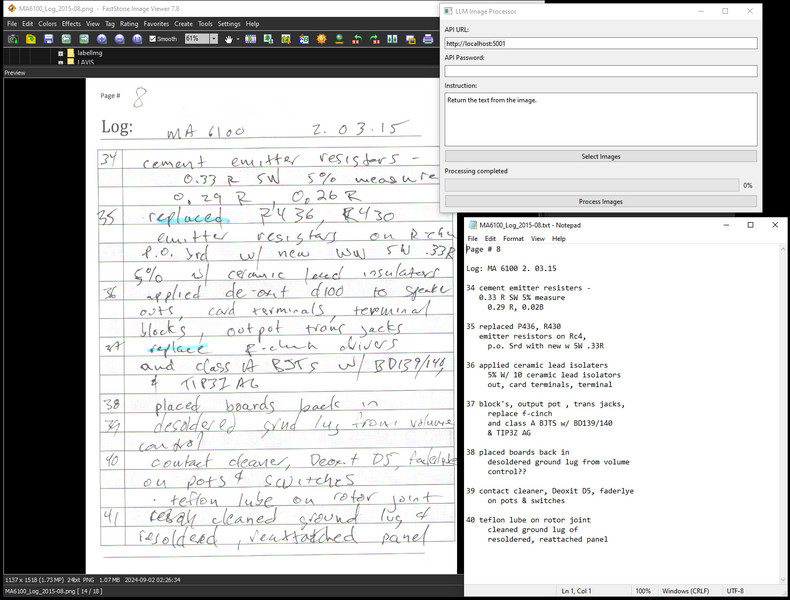 MA6100_Log_2015-08.png - FastStone Image Viewer 7.8
File Edit Colors Effects View Tag Rating Favorites Create Tools Settings Help
Smooth 61%
labelImg
LAVIS
Preview
Page # 8
Log: MA 6100 2.03.15
34 cement emitter resistors -
0.33 R 5W 5% measure
0.29 R, 0.26 R
35 replaced R436, R430
emitter resistors on R-ch
P.O. brd w/ new WW 5W .33R
5% w/ ceramic lead insulators
36 applied de-oxit d100 to speake
outs, card terminals, terminal
blocks, output trans jacks
37 replace R-chan drivers
and class A BJTs w/ BD139/140
& TIP31AG
38 placed boards back in
39 desoldered grnd lug from volume
control
40 contact cleaner, Deoxit D5, faderlube
on pots & switches
· teflon lube on rotor joint
41 cleaned ground lug &
resoldered, reattached panel
1137 x 1518 (1.73 MP) 24bit PNG 1.07 MB 2024-09-02 02:26:34
MA6100_Log_2015-08.png [ 14 / 18 ]
LLM Image Processor
API URL:
http://localhost:5001
API Password:
Instruction:
Return the text from the image.
Select Images
Processing completed
0%
Process Images
MA6100_Log_2015-08.txt - Notepad
File Edit Format View Help
Page # 8
Log: MA 6100 2. 03.15
34 cement emitter resistors -
0.33 R SW 5% measure
0.29 R, 0.02B
35 replaced P436, R430
emitter resistors on Rc4,
p.o. Srd with new w 5W .33R
36 applied ceramic lead isolaters
5% W/ 10 ceramic lead isolators
out, card terminals, terminal
37 block's, output pot , trans jacks,
replace f-cinch
and class A BJTS w/ BD139/140
& TIP3Z AG
38 placed boards back in
desoldered ground lug from volume
control??
39 contact cleaner, Deoxit D5, faderlye
on pots & switches
40 teflon lube on rotor joint
cleaned ground lug of
resoldered, reattached panel
Ln 1, Col 1 100% Windows (CRLF) UTF-8